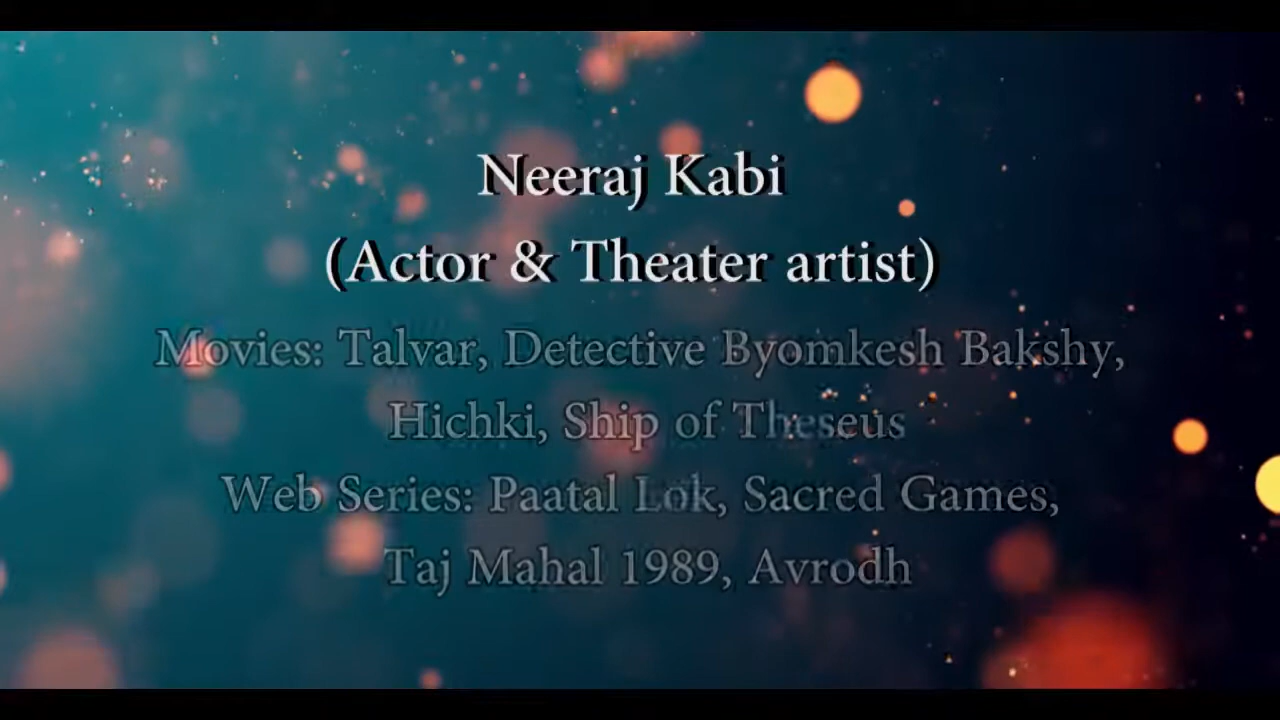 Neeraj Kabi
(Actor & Theater artist)
Movies: Talvar, Detective Byomkesh Bakshy,
Hichki, Ship of Theseus
Web Series: Paatal Lok, Sacred Games,
Taj Mahal 1989, Avrodh